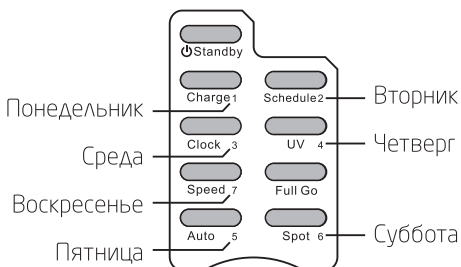 Standby
Charge 1 Schedule 2
Понедельник Вторник
Clock 3 UV 4
Среда Четверг
Speed 7 Full Go
Воскресенье
Auto 5 Spot 6
Пятница Суббота